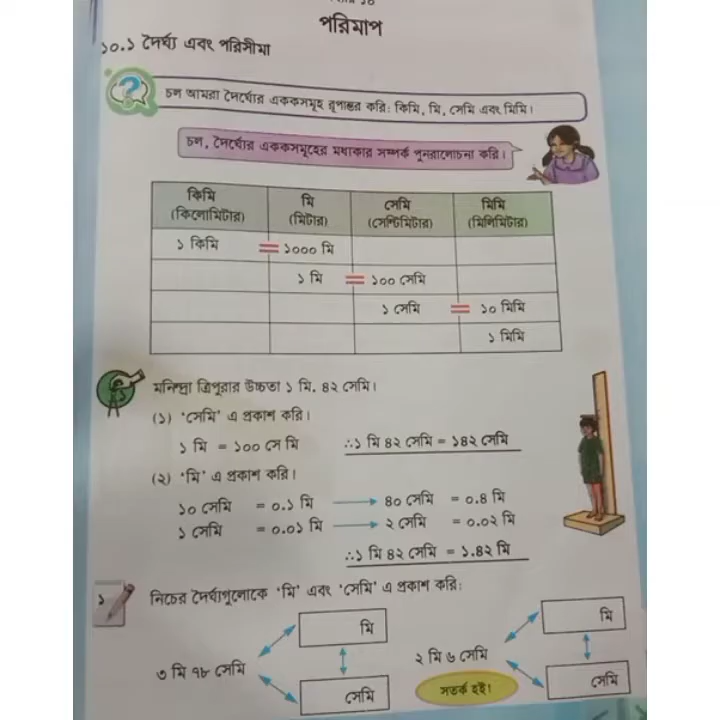 পরিমাপ
১০.১ দৈর্ঘ্য এবং পরিসীমা
চল আমরা দৈর্ঘ্যের এককসমূহ রূপান্তর করি: কিমি, মি, সেমি এবং মিমি।
চল, দৈর্ঘ্যের এককসমূহের মধ্যকার সম্পর্ক পুনরালোচনা করি।
কিমি মি সেমি মিমি
(কিলোমিটার) (মিটার) (সেন্টিমিটার) (মিলিমিটার)
১ কিমি = ১০০০ মি
১ মি = ১০০ সেমি
১ সেমি = ১০ মিমি
১ মিমি
মনিন্দ্রা ত্রিপুরার উচ্চতা ১ মি. ৪২ সেমি।
(১) ‘সেমি’ এ প্রকাশ করি।
১ মি = ১০০ সে মি ∴১ মি ৪২ সেমি = ১৪২ সেমি
(২) ‘মি’ এ প্রকাশ করি।
১০ সেমি = ০.১ মি → ৪০ সেমি = ০.৪ মি
১ সেমি = ০.০১ মি → ২ সেমি = ০.০২ মি
∴১ মি ৪২ সেমি = ১.৪২ মি
১ নিচের দৈর্ঘ্যগুলোকে ‘মি’ এবং ‘সেমি’ এ প্রকাশ করি:
মি মি
৩ মি ৭৮ সেমি ২ মি ৬ সেমি
সেমি সতর্ক হই! সেমি